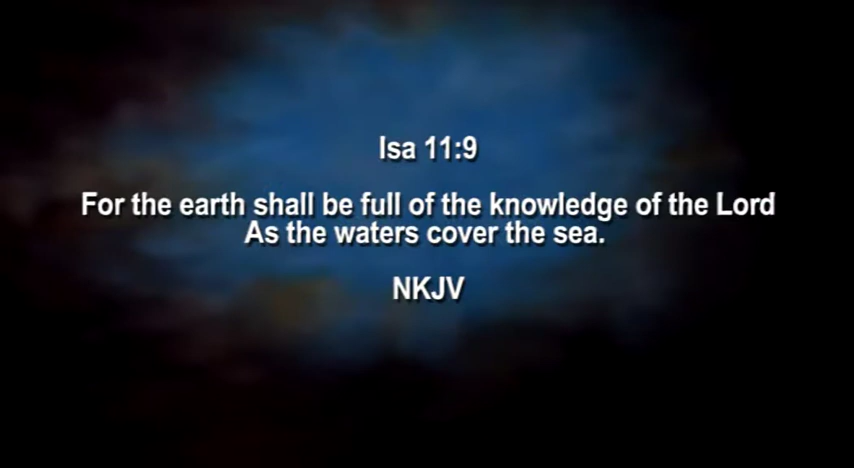 Isa 11:9
For the earth shall be full of the knowledge of the Lord
As the waters cover the sea.
NKJV